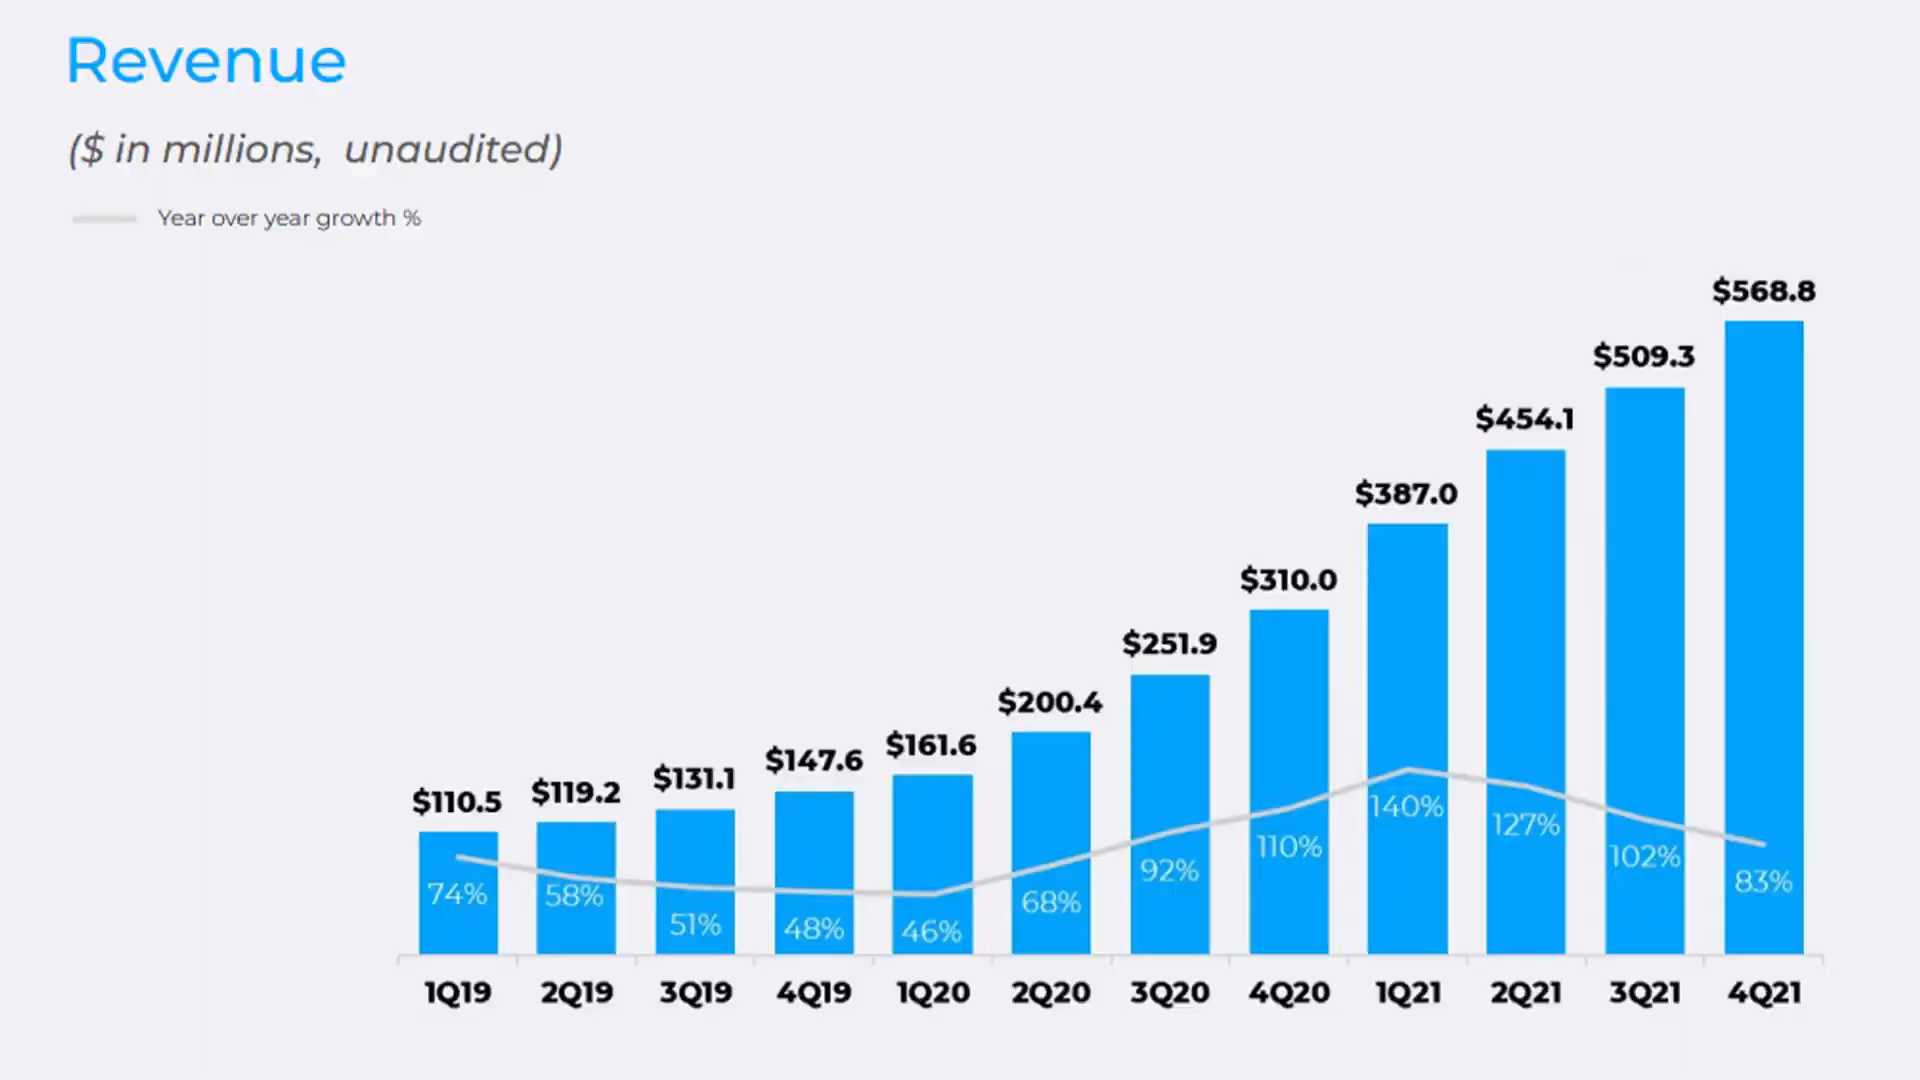 Revenue
($ in millions, unaudited)
Year over year growth %
$110.5
$119.2
$131.1
$147.6
$161.6
$200.4
$251.9
$310.0
$387.0
$454.1
$509.3
$568.8
74%
58%
51%
48%
46%
68%
92%
110%
140%
127%
102%
83%
1Q19
2Q19
3Q19
4Q19
1Q20
2Q20
3Q20
4Q20
1Q21
2Q21
3Q21
4Q21